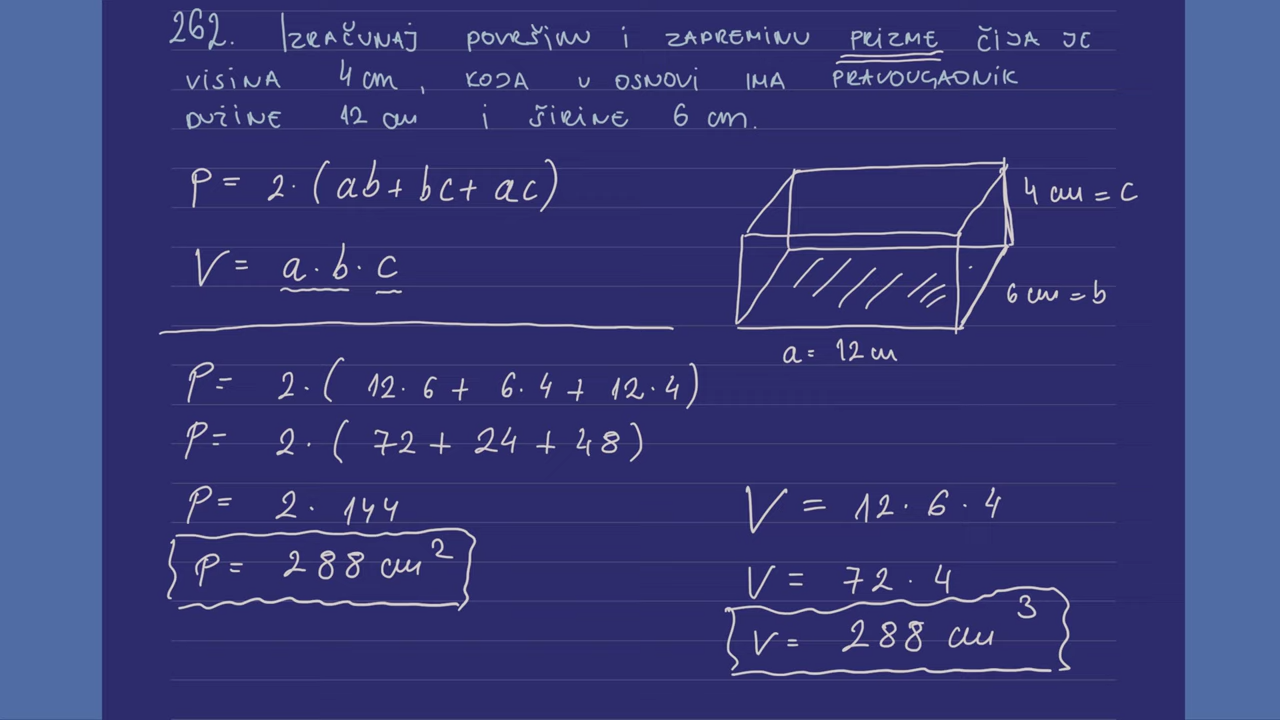 262. IZRAČUNAJ POVRŠINU I ZAPREMINU PRIZME ČIJA JE
VISINA 4 cm, KOJA U OSNOVI IMA PRAVOUGAONIK
DUŽINE 12 cm I ŠIRINE 6 cm.
P = 2·(ab+bc+ac)
V = a·b·c
4 cm = c
6 cm = b
a = 12 cm
P = 2·(12·6 + 6·4 + 12·4)
P = 2·(72 + 24 + 48)
P = 2·144
P = 288 cm²
V = 12·6·4
V = 72·4
V = 288 cm³